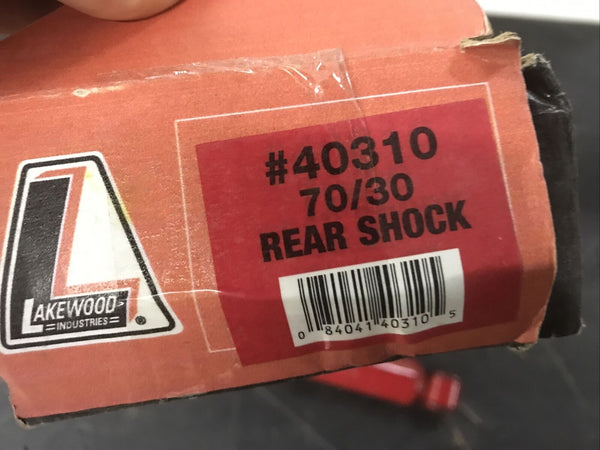 #40310
70/30
REAR SHOCK
LAKEWOOD
INDUSTRIES
®
0 84041 40310 5